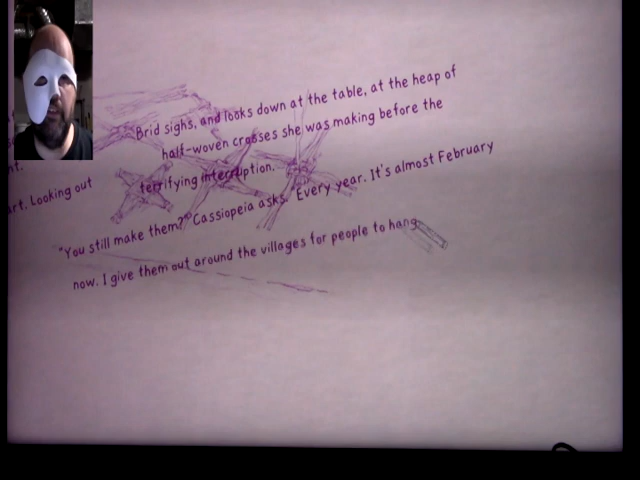 Brid sighs, and looks down at the table, at the heap of
half-woven crosses she was making before the
terrifying interruption.
"You still make them?" Cassiopeia asks. Every year. It's almost February
now. I give them out around the villages for people to hang
nt.
art. Looking out